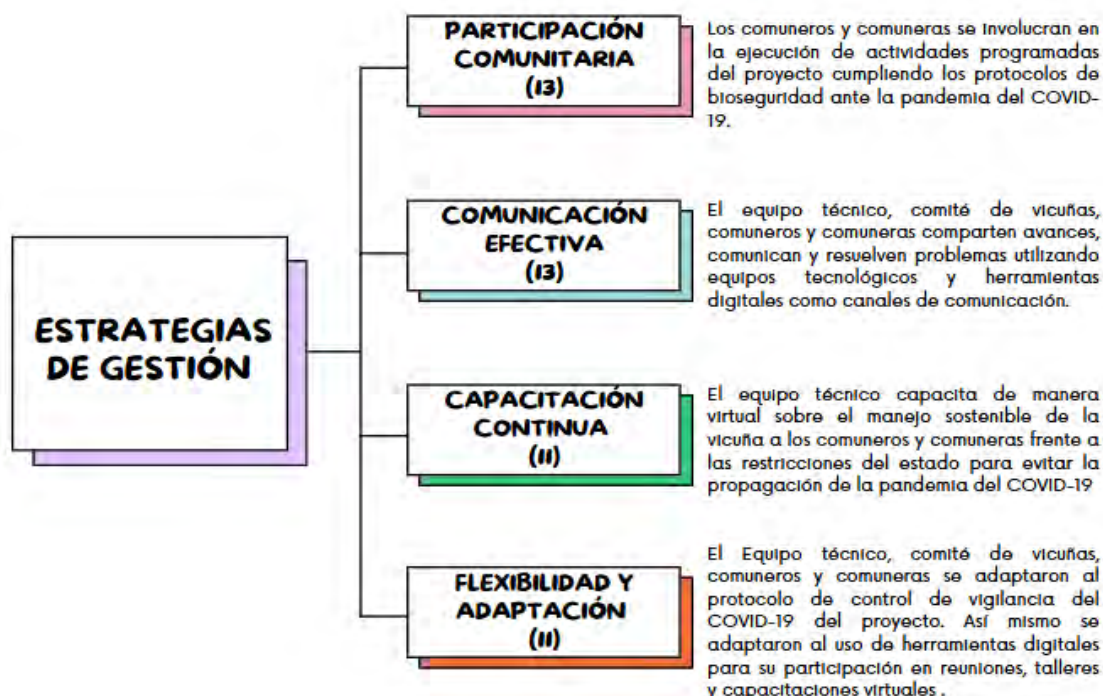 PARTICIPACIÓN
COMUNITARIA
(13)
Los comuneros y comuneras se involucran en
la ejecución de actividades programadas
del proyecto cumpliendo los protocolos de
bioseguridad ante la pandemia del COVID-
19.
COMUNICACIÓN
EFECTIVA
(13)
El equipo técnico, comité de vicuñas,
comuneros y comuneras comparten avances,
comunican y resuelven problemas utilizando
equipos tecnológicos y herramientas
digitales como canales de comunicación.
ESTRATEGIAS
DE GESTIÓN
CAPACITACIÓN
CONTINUA
(11)
El equipo técnico capacita de manera
virtual sobre el manejo sostenible de la
vicuña a los comuneros y comuneras frente a
las restricciones del estado para evitar la
propagación de la pandemia del COVID-19
FLEXIBILIDAD Y
ADAPTACIÓN
(11)
El Equipo técnico, comité de vicuñas,
comuneros y comuneras se adaptaron al
protocolo de control de vigilancia del
COVID-19 del proyecto. Así mismo se
adaptaron al uso de herramientas digitales
para su participación en reuniones, talleres
y capacitaciones virtuales .